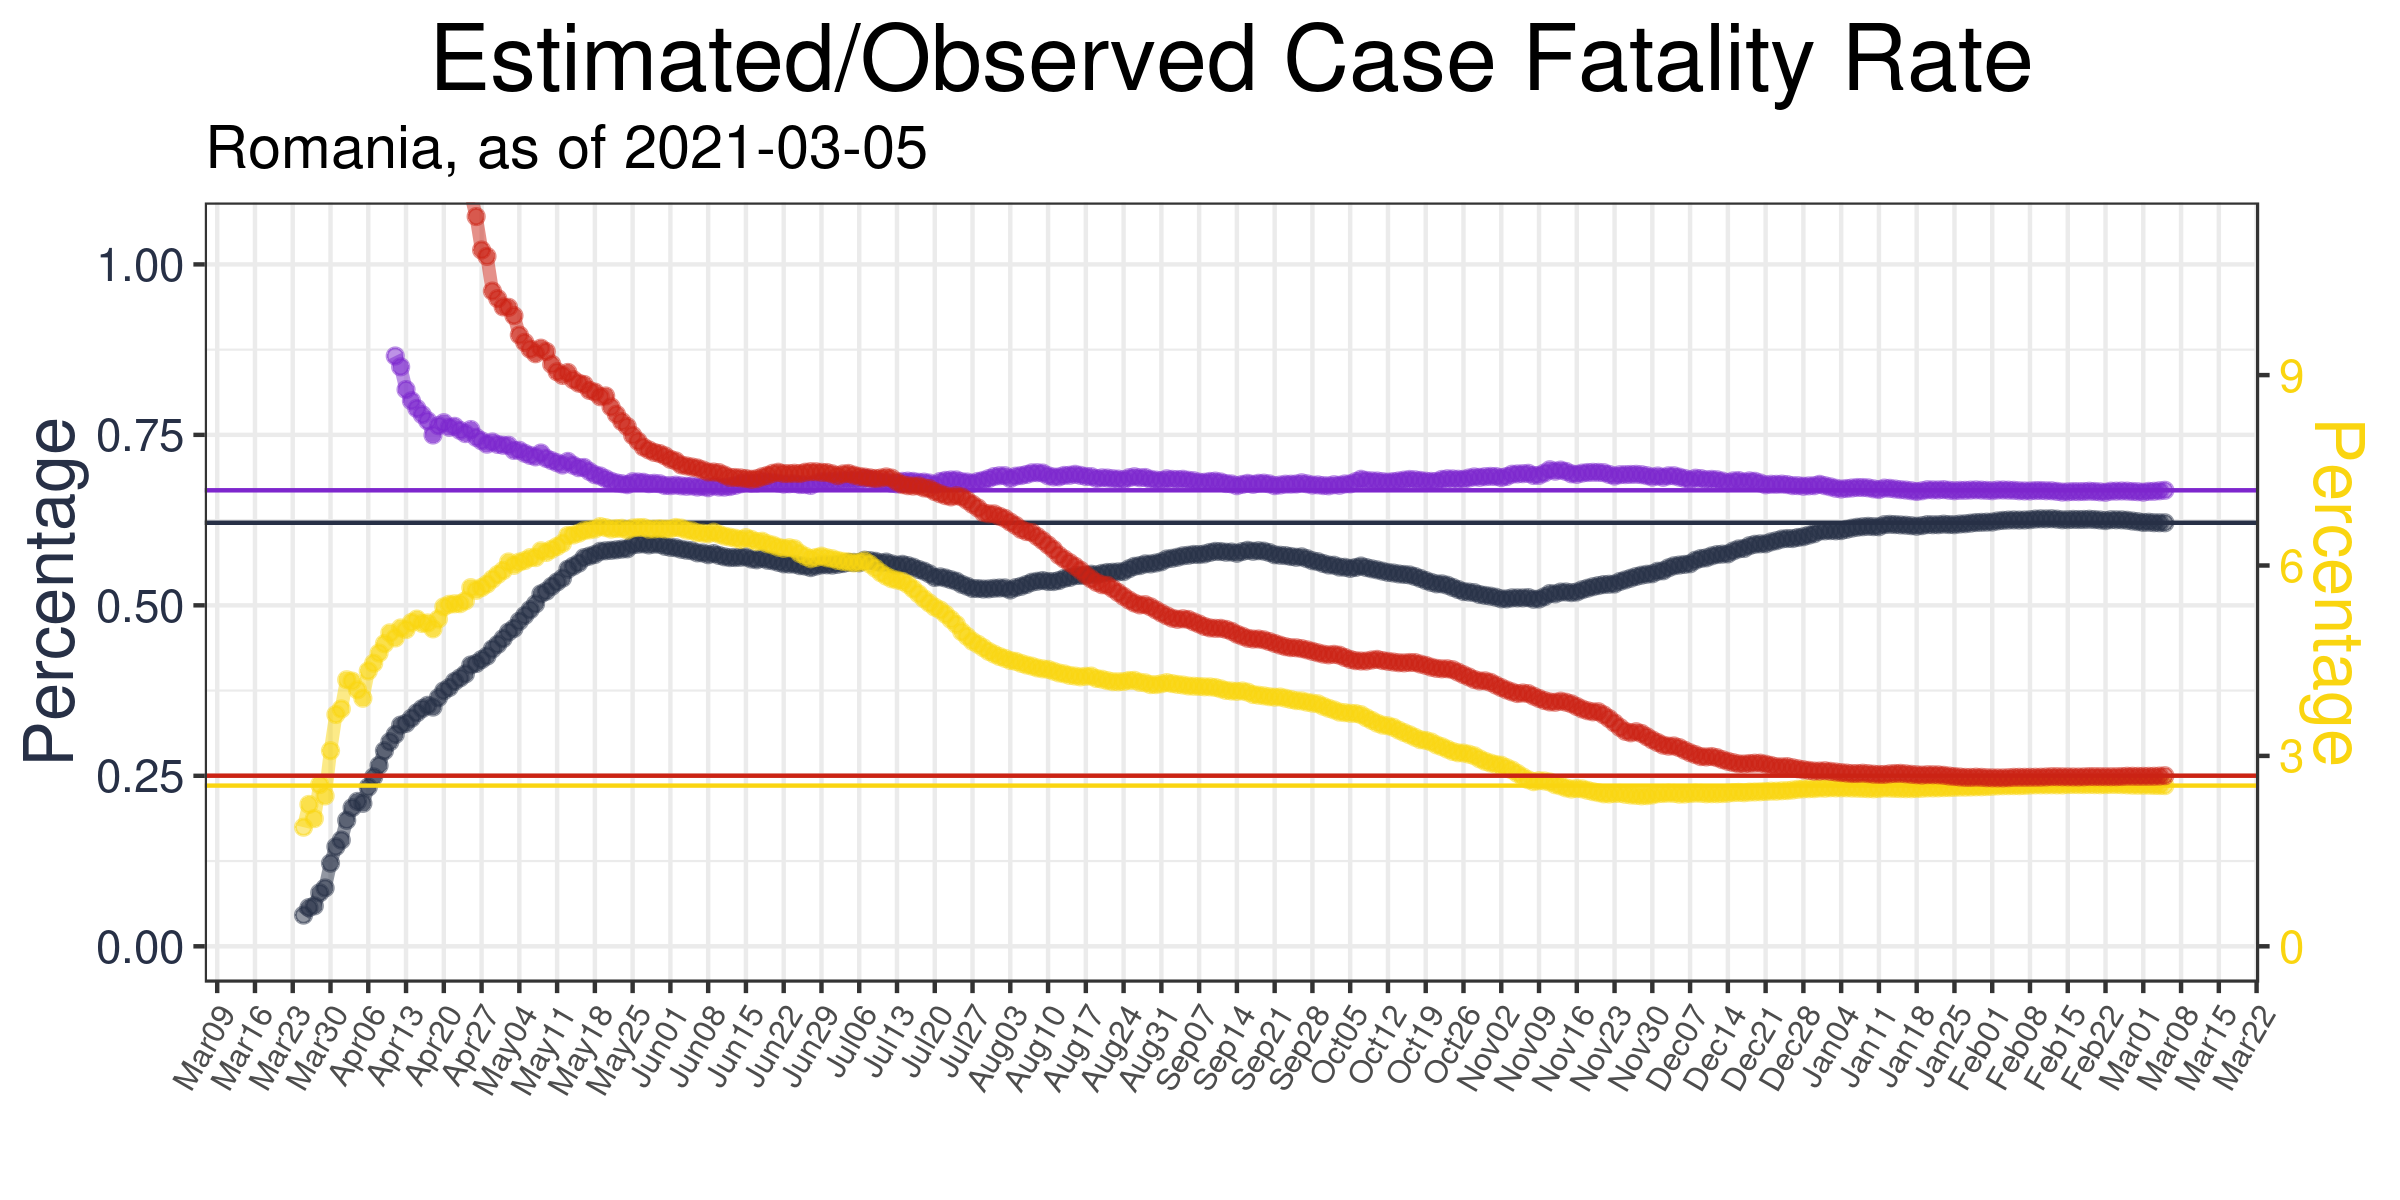 Estimated/Observed Case Fatality Rate
Romania, as of 2021-03-05
Percentage
1.00
0.75
0.50
0.25
0.00
9
6
3
0
Percentage
Mar09
Mar16
Mar23
Mar30
Apr06
Apr13
Apr20
Apr27
May04
May11
May18
May25
Jun01
Jun08
Jun15
Jun22
Jun29
Jul06
Jul13
Jul20
Jul27
Aug03
Aug10
Aug17
Aug24
Aug31
Sep07
Sep14
Sep21
Sep28
Oct05
Oct12
Oct19
Oct26
Nov02
Nov09
Nov16
Nov23
Nov30
Dec07
Dec14
Dec21
Dec28
Jan11
Jan18
Jan25
Feb01
Feb08
Feb15
Feb22
Mar01
Mar08
Mar15
Mar22